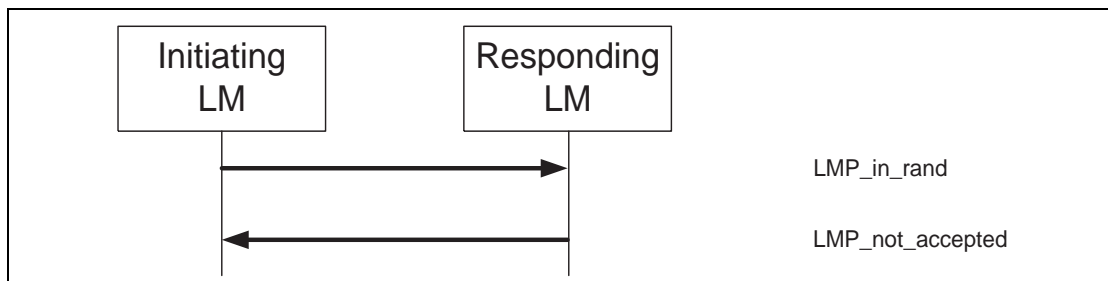 Initiating
LM
Responding
LM
LMP_in_rand
LMP_not_accepted